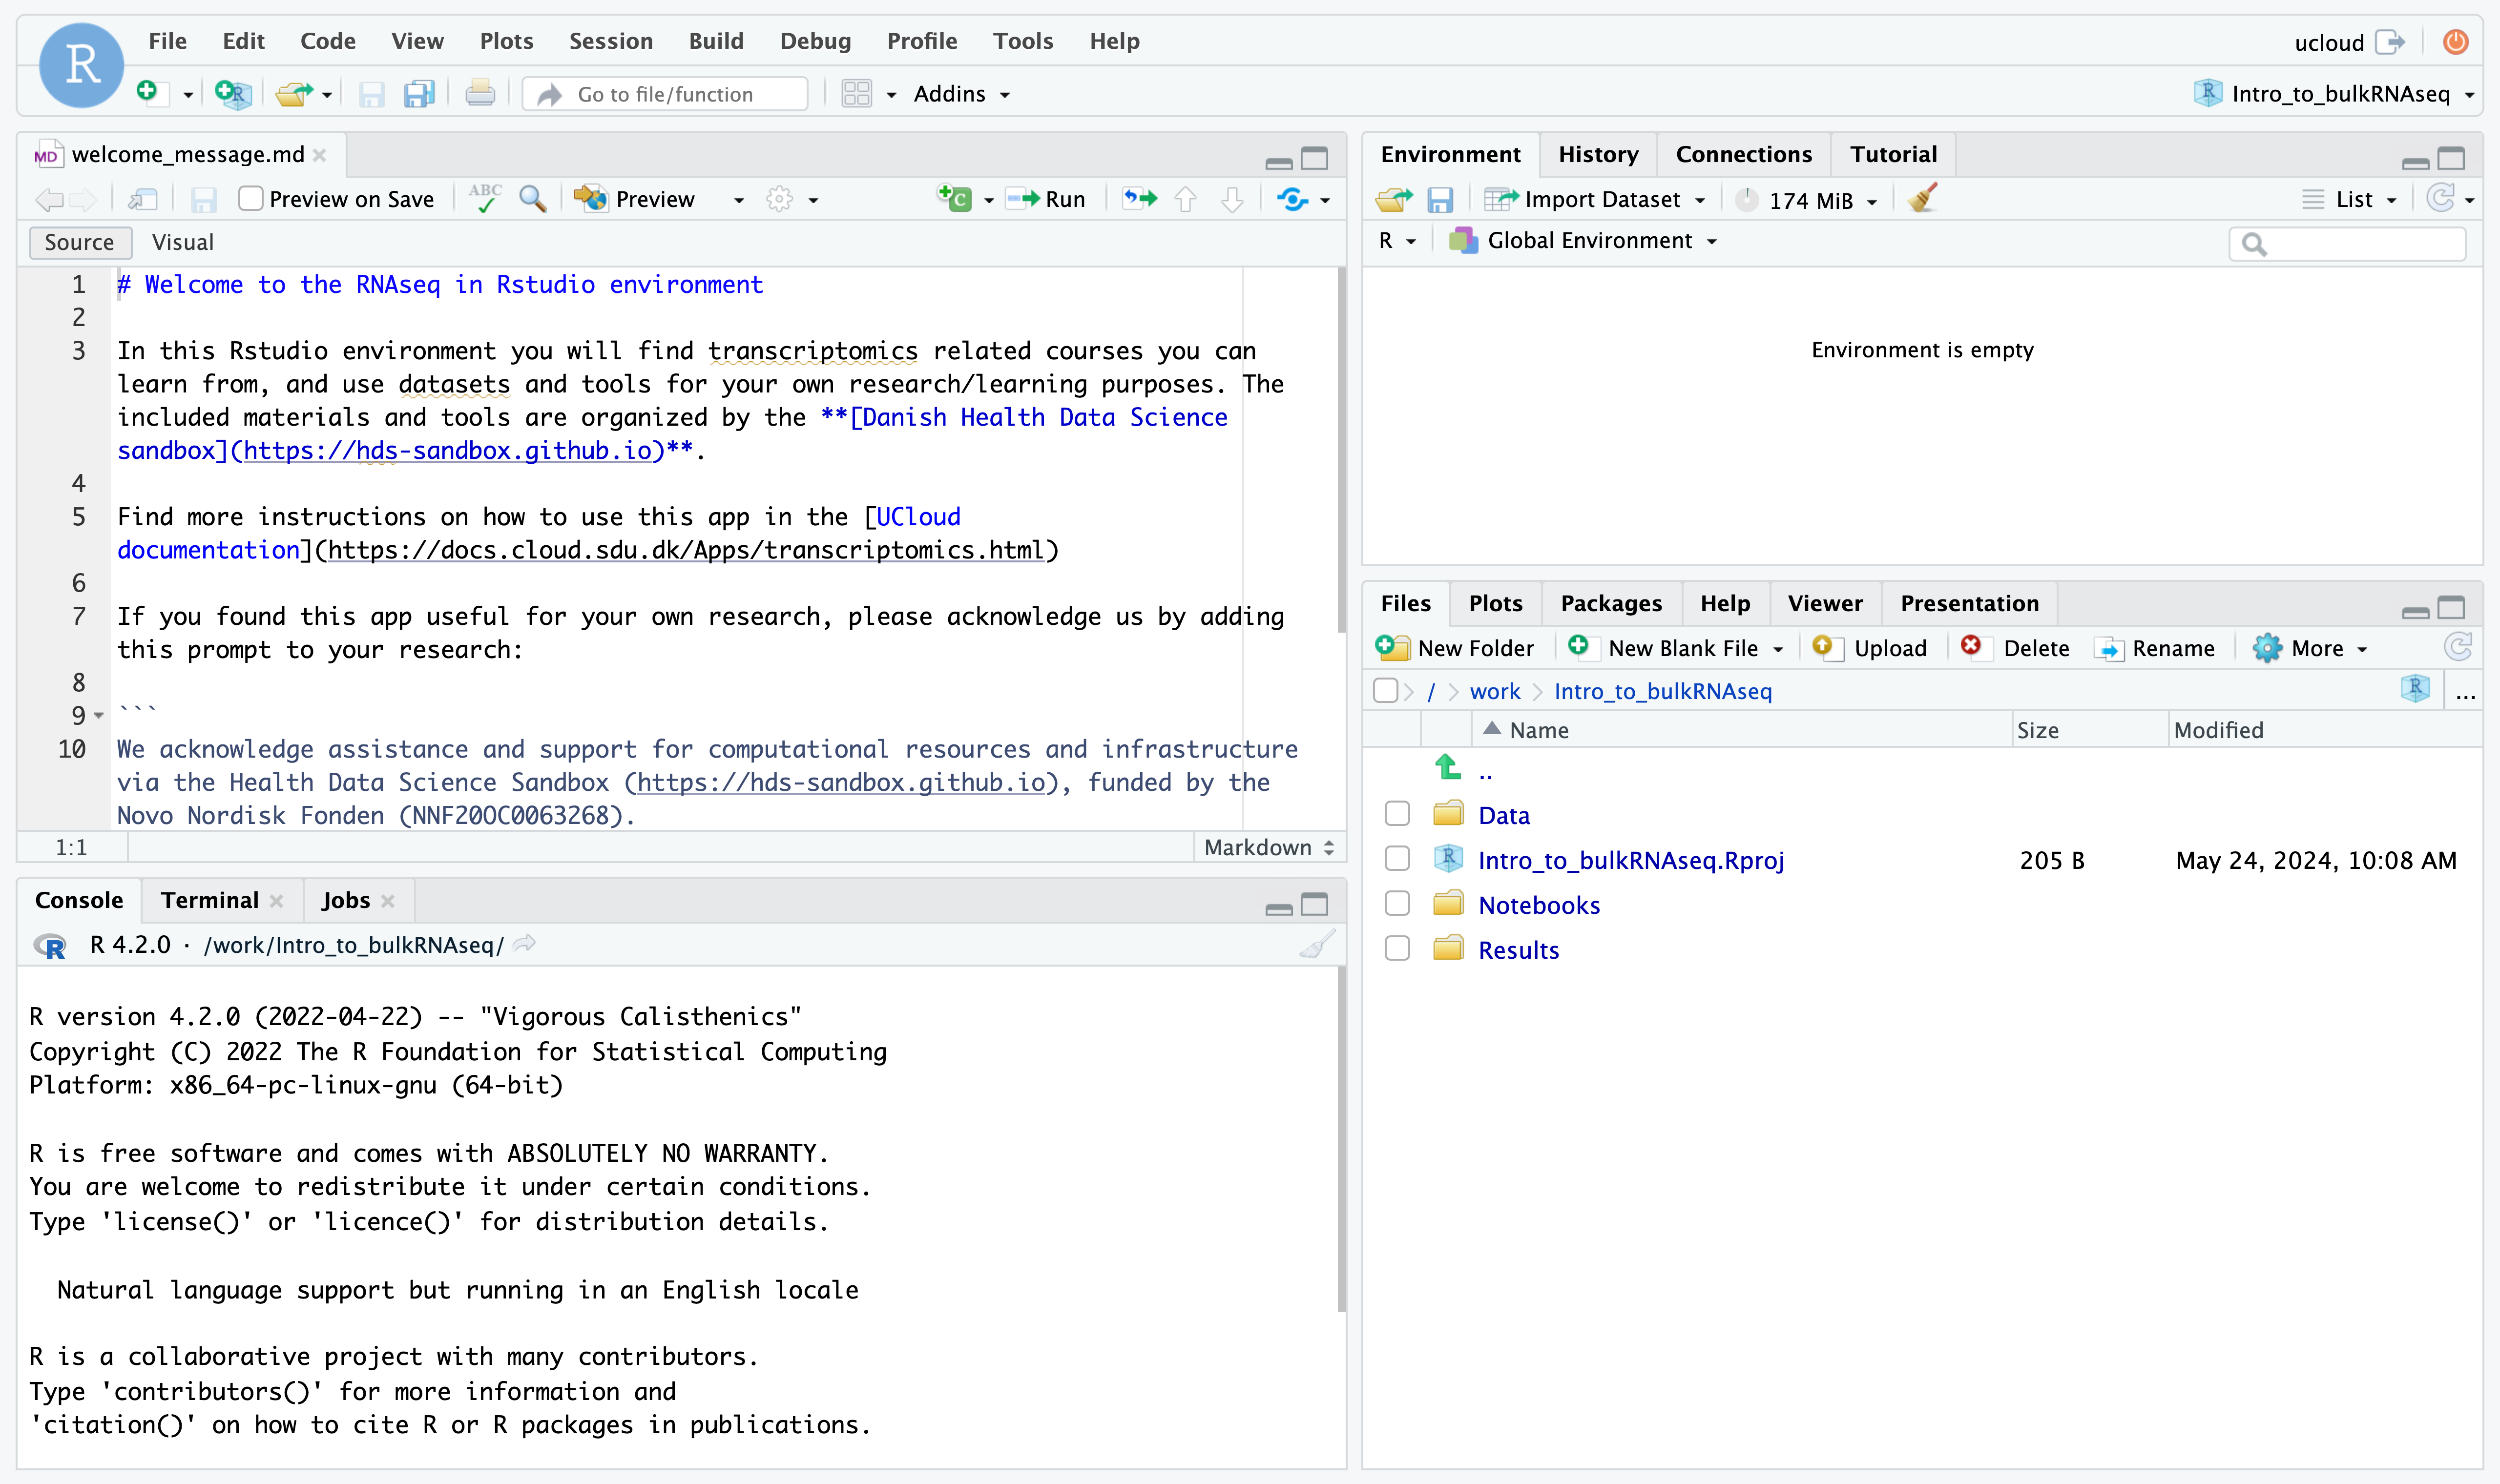 R
File Edit Code View Plots Session Build Debug Profile Tools Help
ucloud
Go to file/function
Addins
Intro_to_bulkRNAseq
MD welcome_message.md
Preview on Save
ABC
Preview
Run
Source Visual
1 # Welcome to the RNAseq in Rstudio environment
2
3 In this Rstudio environment you will find transcriptomics related courses you can
learn from, and use datasets and tools for your own research/learning purposes. The
included materials and tools are organized by the **[Danish Health Data Science
sandbox](https://hds-sandbox.github.io)**.
4
5 Find more instructions on how to use this app in the [UCloud
documentation](https://docs.cloud.sdu.dk/Apps/transcriptomics.html)
6
7 If you found this app useful for your own research, please acknowledge us by adding
this prompt to your research:
8
9 ```
10 We acknowledge assistance and support for computational resources and infrastructure
via the Health Data Science Sandbox (https://hds-sandbox.github.io), funded by the
Novo Nordisk Fonden (NNF20OC0063268).
1:1 Markdown
Console Terminal Jobs
R 4.2.0 · /work/Intro_to_bulkRNAseq/
R version 4.2.0 (2022-04-22) -- "Vigorous Calisthenics"
Copyright (C) 2022 The R Foundation for Statistical Computing
Platform: x86_64-pc-linux-gnu (64-bit)
R is free software and comes with ABSOLUTELY NO WARRANTY.
You are welcome to redistribute it under certain conditions.
Type 'license()' or 'licence()' for distribution details.
Natural language support but running in an English locale
R is a collaborative project with many contributors.
Type 'contributors()' for more information and
'citation()' on how to cite R or R packages in publications.
Environment History Connections Tutorial
Import Dataset 174 MiB List
R Global Environment
Environment is empty
Files Plots Packages Help Viewer Presentation
New Folder New Blank File Upload Delete Rename More
/ work Intro_to_bulkRNAseq ...
Name Size Modified
..
Data
Intro_to_bulkRNAseq.Rproj 205 B May 24, 2024, 10:08 AM
Notebooks
Results